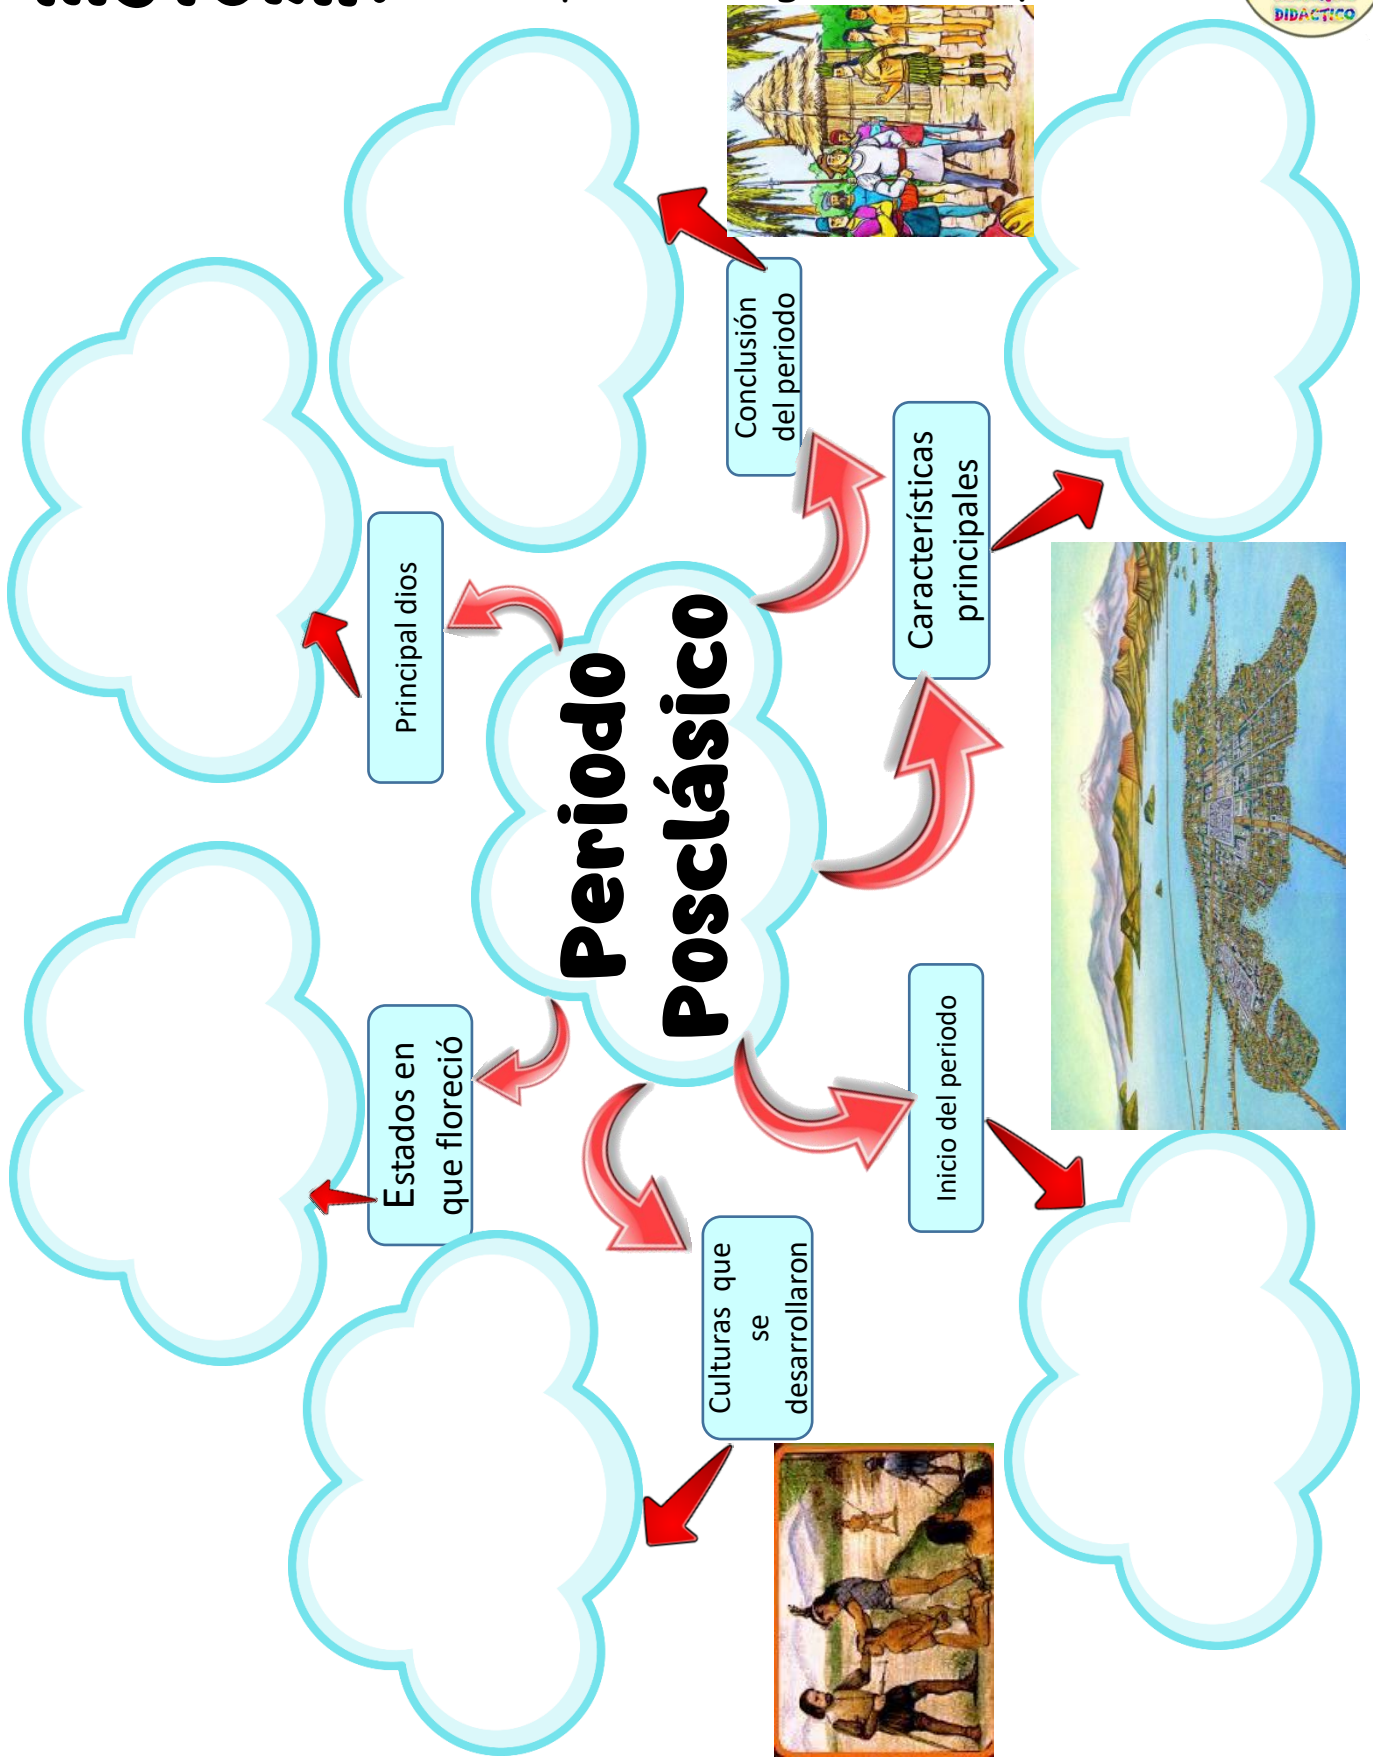 DIDÁCTICO
Estados en
que floreció
Principal dios
Culturas que
se
desarrollaron
Periodo
Posclásico
Conclusión
del periodo
Inicio del periodo
Características
principales